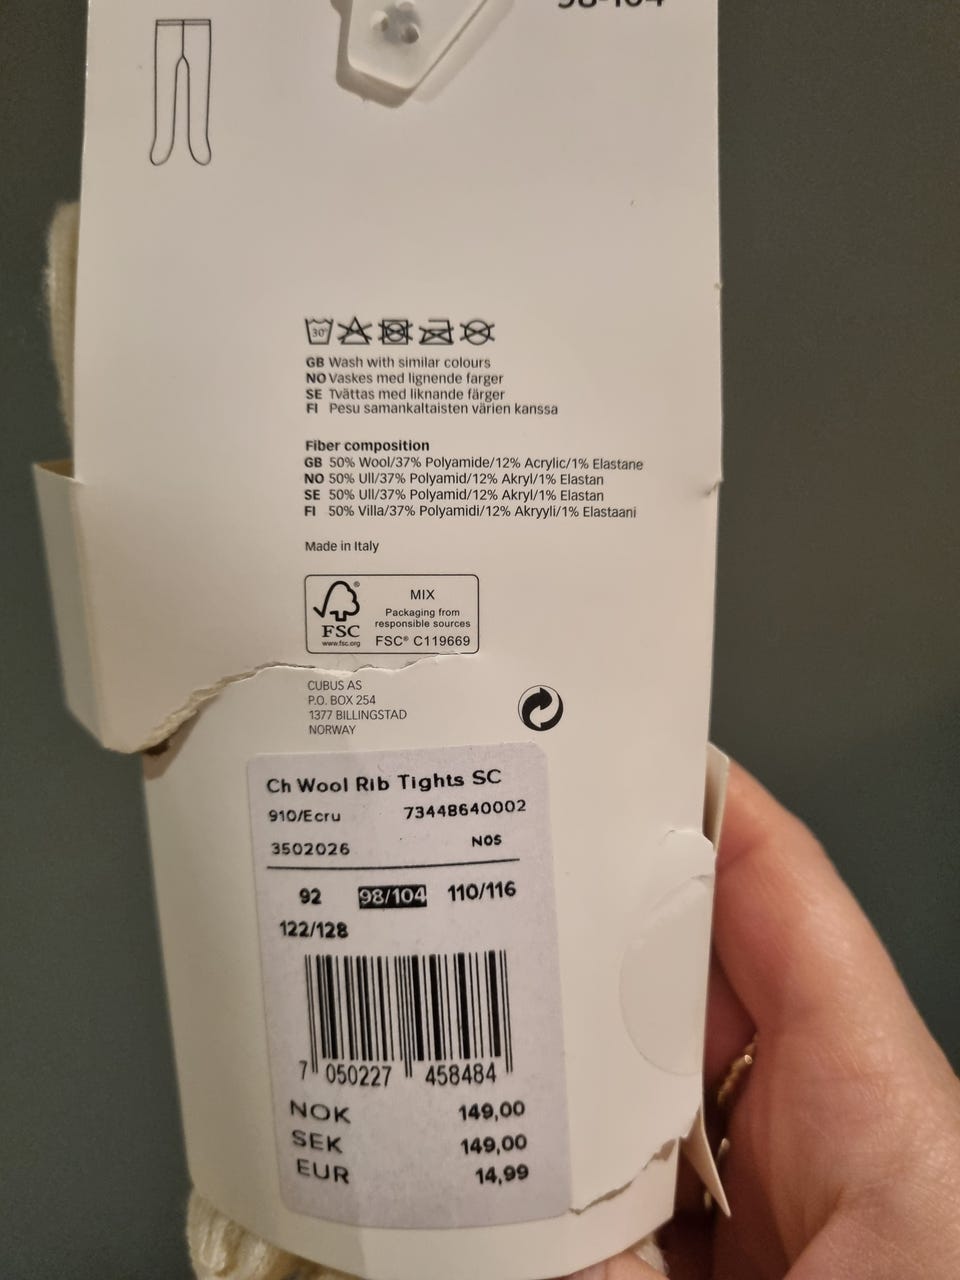 98-104
30°
GB Wash with similar colours
NO Vaskes med lignende farger
SE Tvättas med liknande färger
FI Pesu samankaltaisten värien kanssa
Fiber composition
GB 50% Wool/37% Polyamide/12% Acrylic/1% Elastane
NO 50% Ull/37% Polyamid/12% Akryl/1% Elastan
SE 50% Ull/37% Polyamid/12% Akryl/1% Elastan
FI 50% Villa/37% Polyamidi/12% Akryyli/1% Elastaani
Made in Italy
FSC®
www.fsc.org
MIX
Packaging from
responsible sources
FSC® C119669
CUBUS AS
P.O. BOX 254
1377 BILLINGSTAD
NORWAY
Ch Wool Rib Tights SC
910/Ecru 73448640002
3502026 NOS
92 98/104 110/116
122/128
7 050227 458484
NOK 149,00
SEK 149,00
EUR 14,99